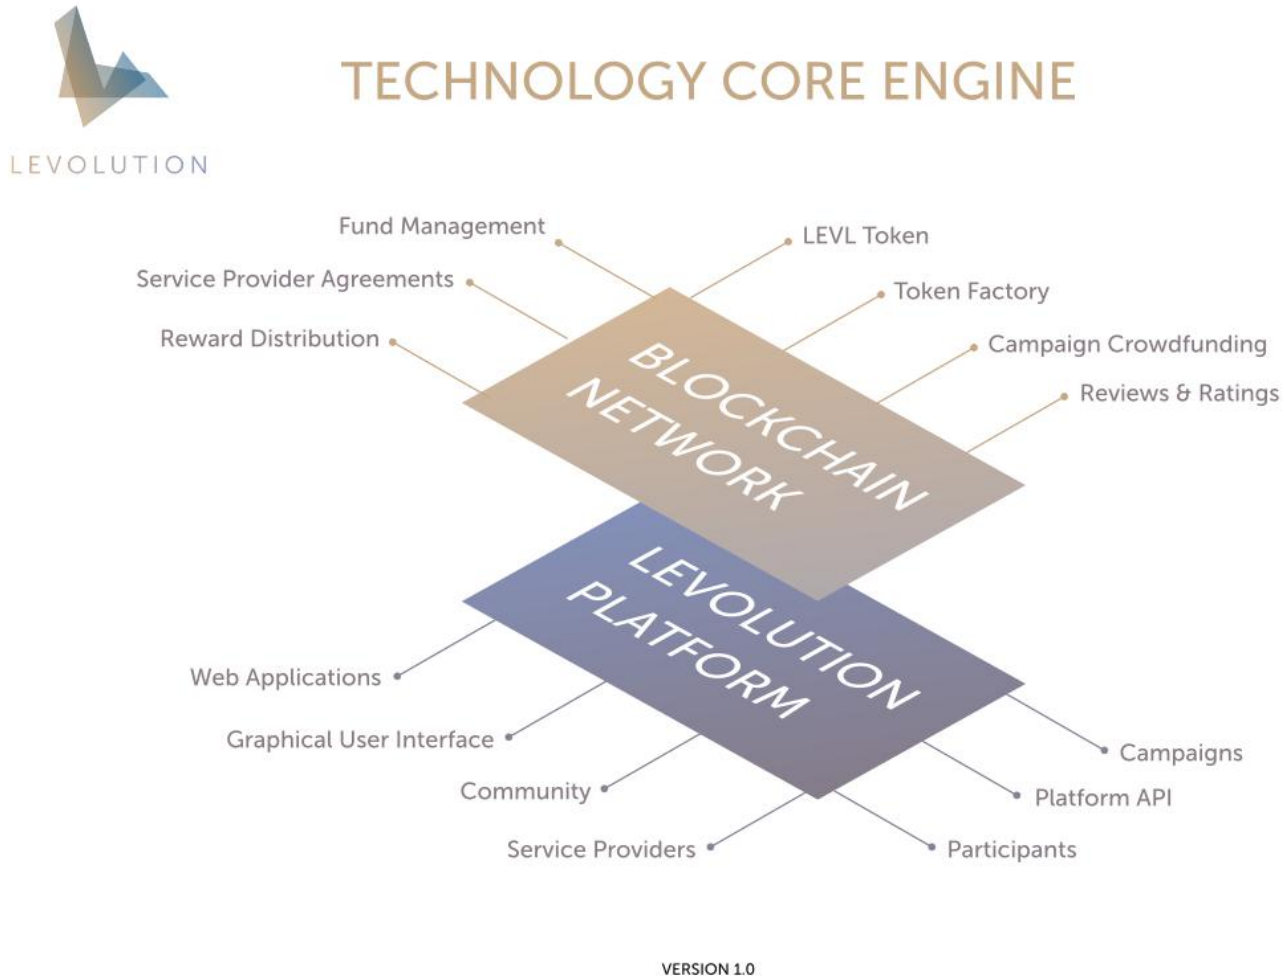 TECHNOLOGY CORE ENGINE
LEVOLUTION
Fund Management
LEVL Token
Service Provider Agreements
Token Factory
Reward Distribution
Campaign Crowdfunding
Reviews & Ratings
BLOCKCHAIN
NETWORK
LEVOLUTION
PLATFORM
Web Applications
Graphical User Interface
Campaigns
Community
Platform API
Service Providers
Participants
VERSION 1.0